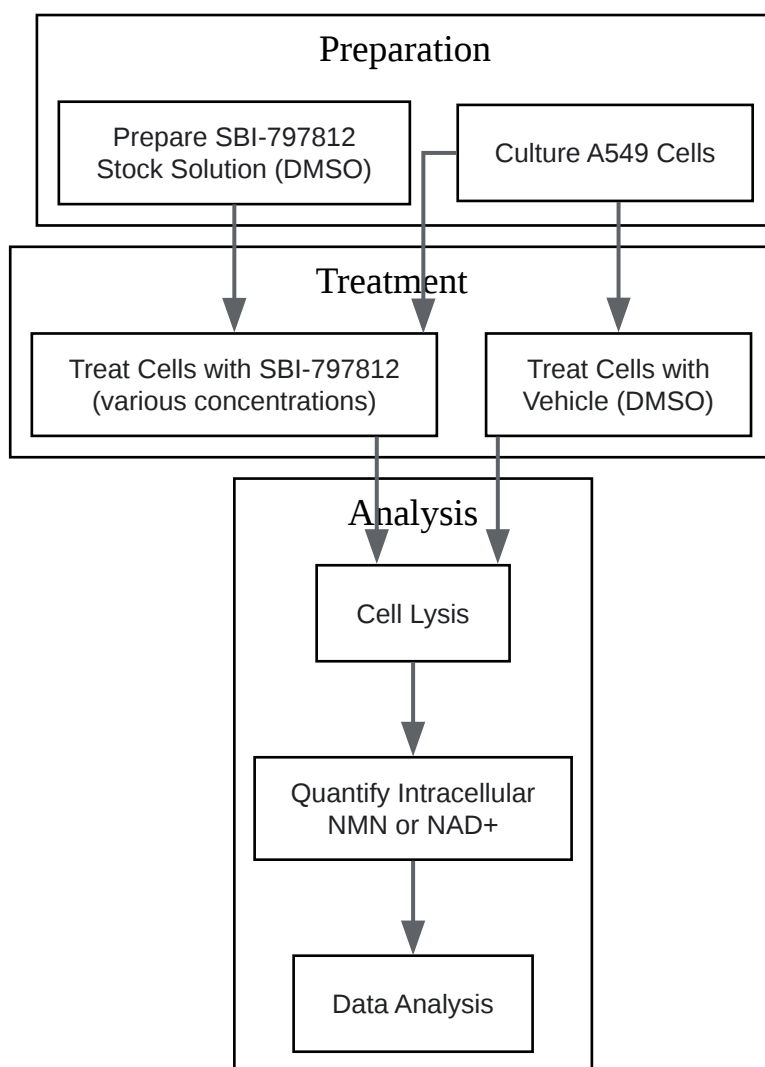 Preparation
Prepare SBI-797812
Stock Solution (DMSO)
Culture A549 Cells
Treatment
Treat Cells with SBI-797812
(various concentrations)
Treat Cells with
Vehicle (DMSO)
Analysis
Cell Lysis
Quantify Intracellular
NMN or NAD+
Data Analysis